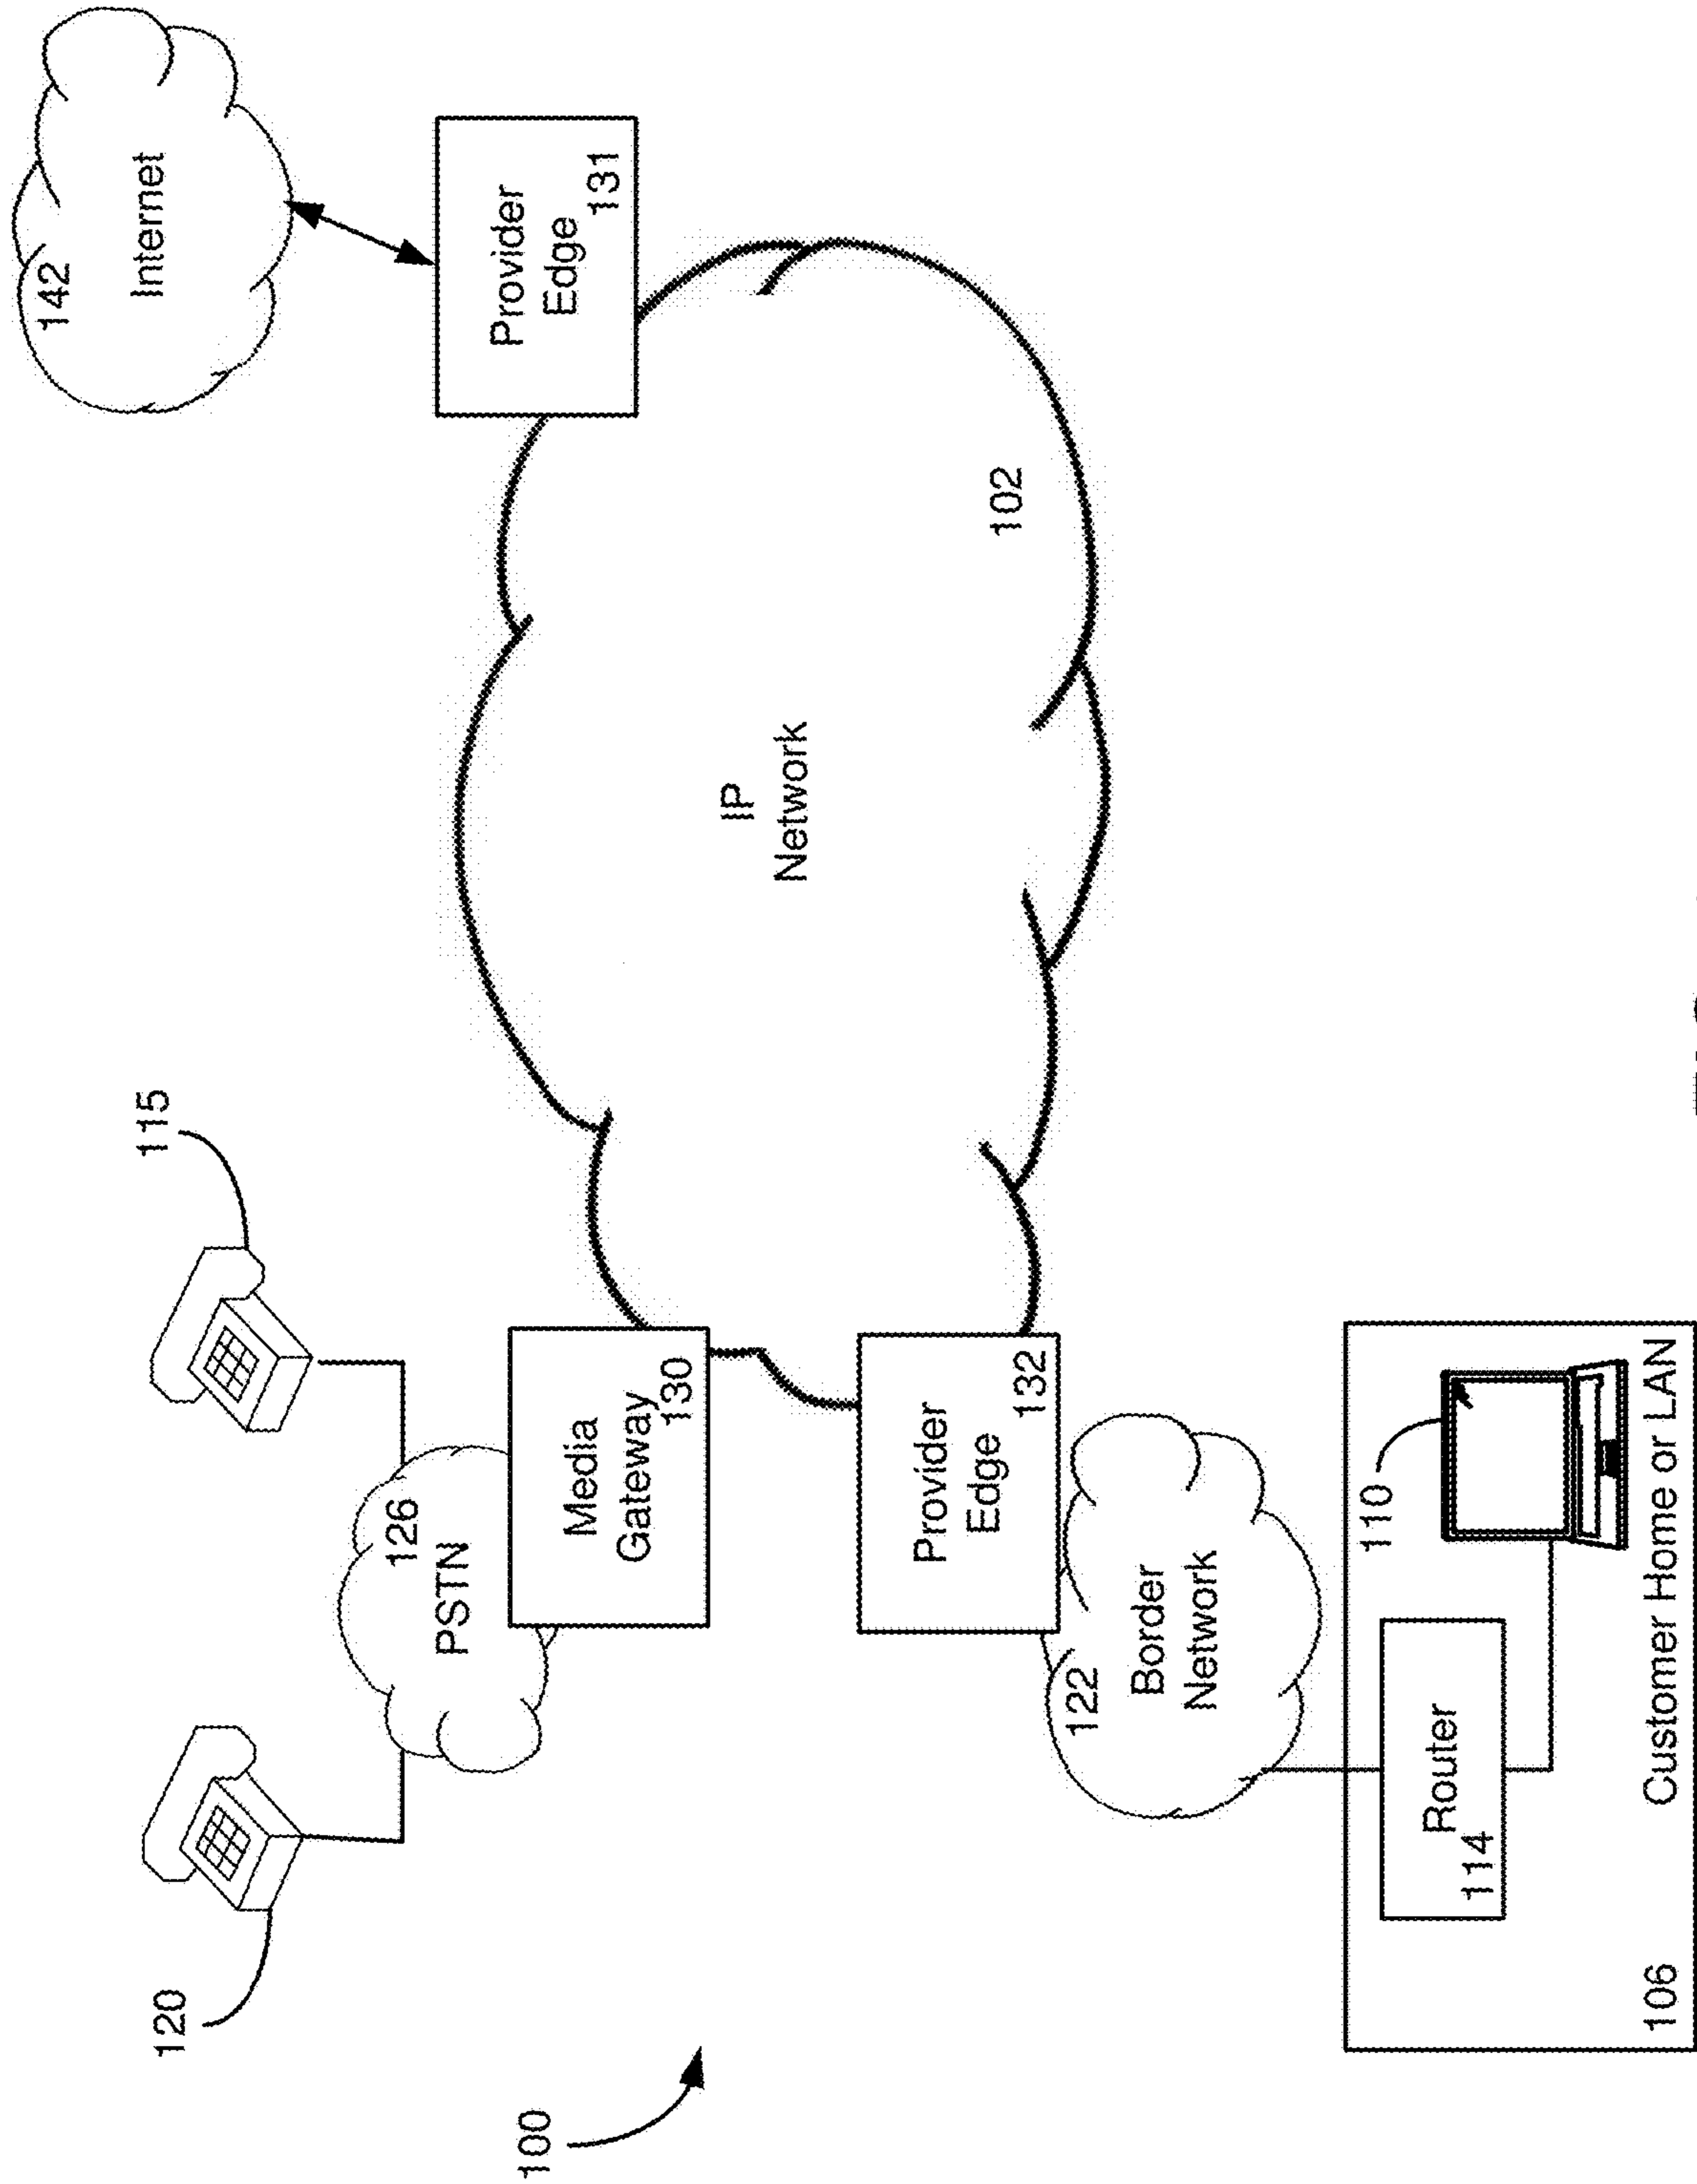 100
120
115
126
PSTN
Media
Gateway
130
Provider
Edge
132
122
Border
Network
Router
114
110
106
Customer Home or LAN
IP
Network
102
142
Internet
Provider
Edge
131